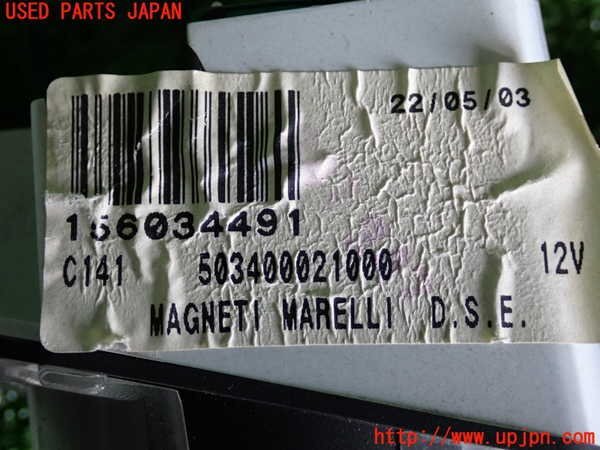 USED PARTS JAPAN
22/05/03
156034491
C141 503400021000 12V
MAGNETI MARELLI D.S.E.
http://www.upjpn.com/